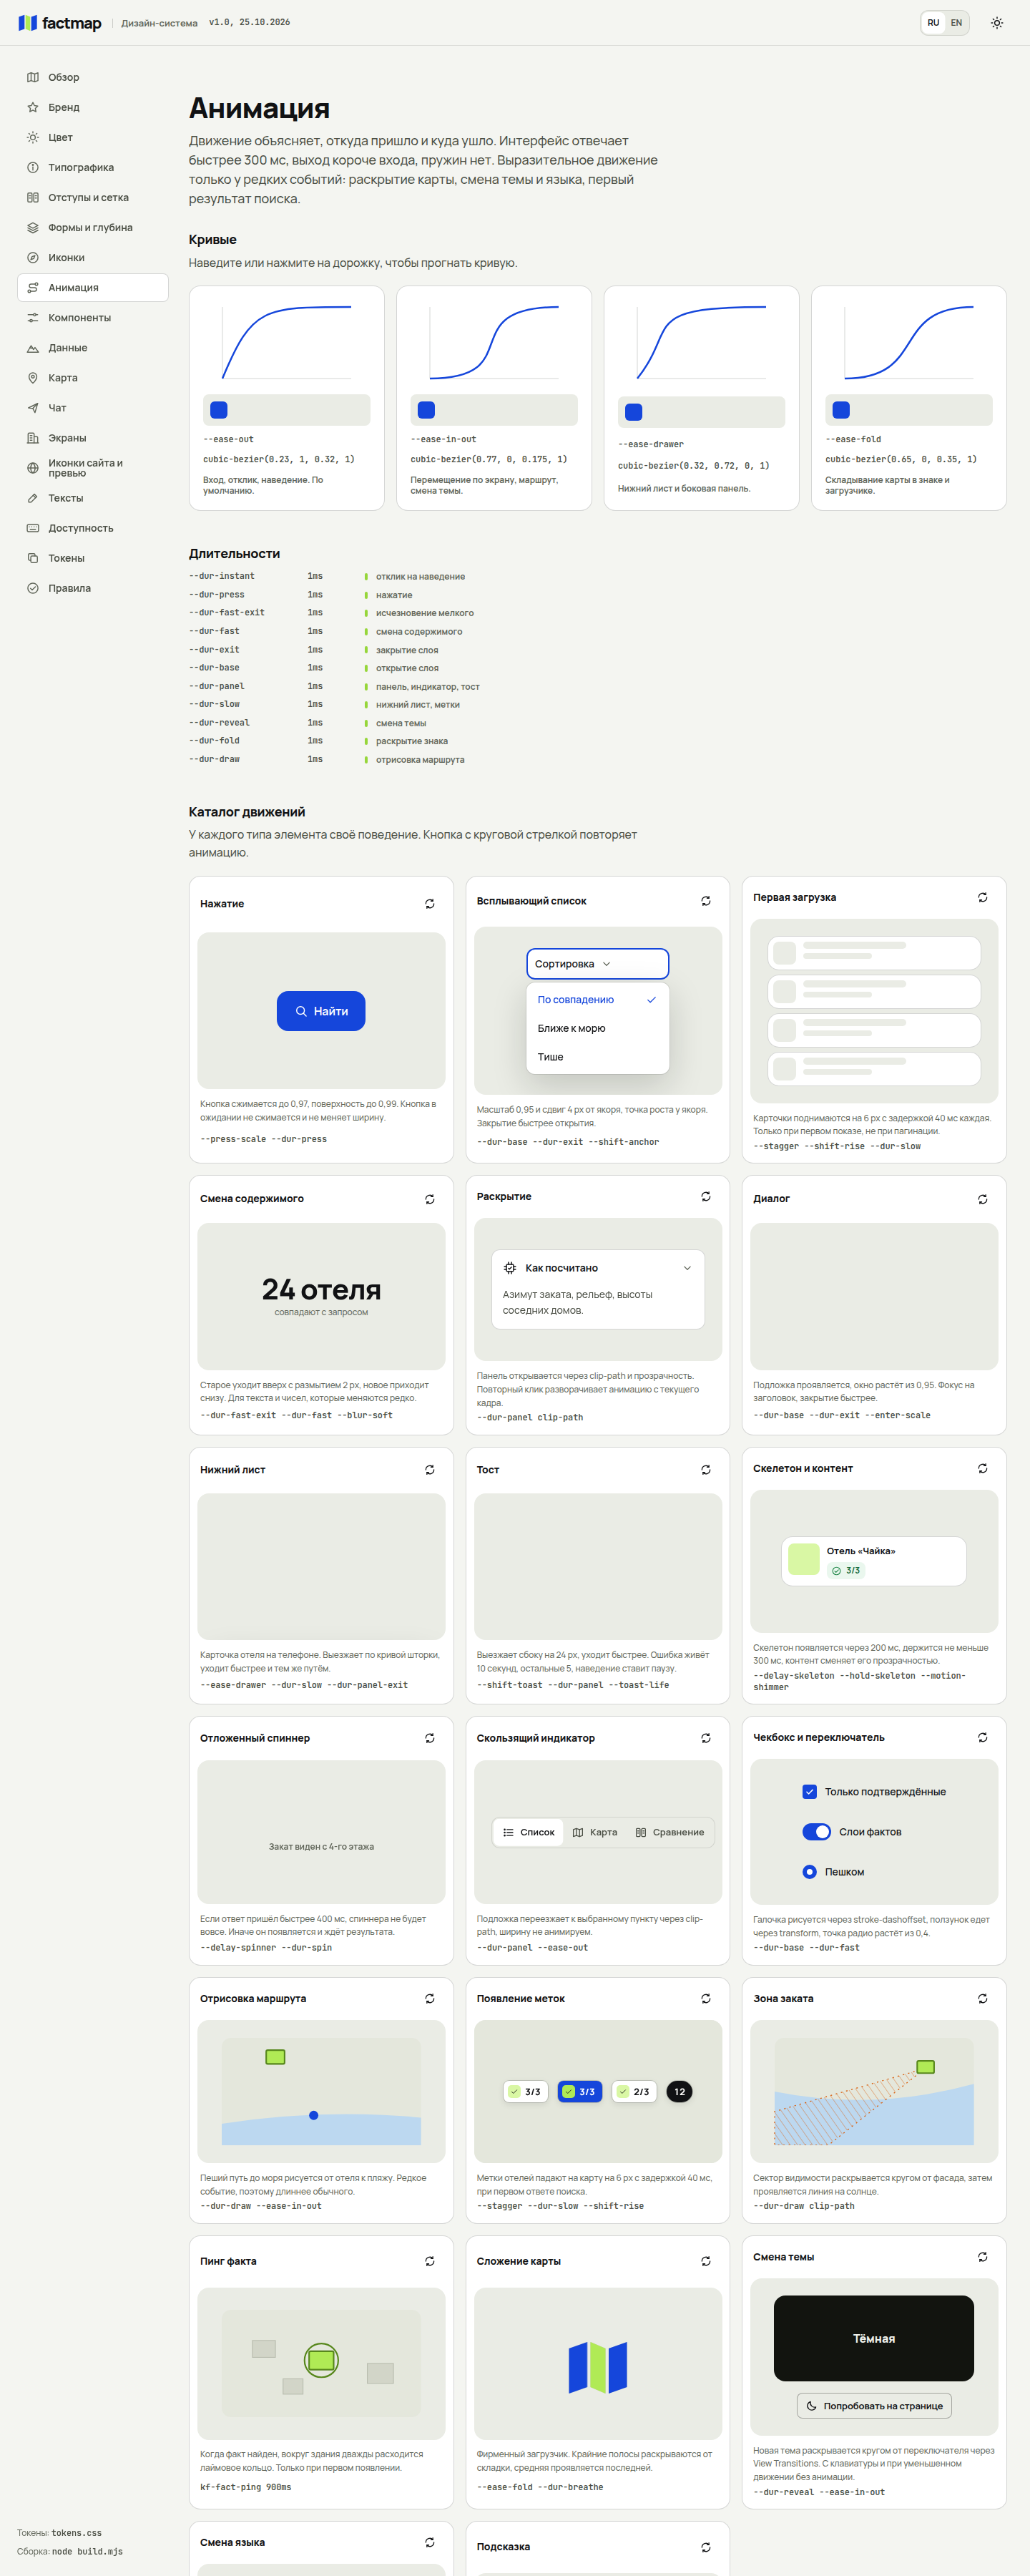 factmap
Дизайн-система
v1.0, 25.10.2026
RU
EN
Обзор
Бренд
Цвет
Типографика
Отступы и сетка
Формы и глубина
Иконки
Анимация
Компоненты
Данные
Карта
Чат
Экраны
Иконки сайта и
превью
Тексты
Доступность
Токены
Правила
Анимация
Движение объясняет, откуда пришло и куда ушло. Интерфейс отвечает
быстрее 300 мс, выход короче входа, пружин нет. Выразительное движение
только у редких событий: раскрытие карты, смена темы и языка, первый
результат поиска.
Кривые
Наведите или нажмите на дорожку, чтобы прогнать кривую.
--ease-out
cubic-bezier(0.23, 1, 0.32, 1)
Вход, отклик, наведение. По
умолчанию.
--ease-in-out
cubic-bezier(0.77, 0, 0.175, 1)
Перемещение по экрану, маршрут,
смена темы.
--ease-drawer
cubic-bezier(0.32, 0.72, 0, 1)
Нижний лист и боковая панель.
--ease-fold
cubic-bezier(0.65, 0, 0.35, 1)
Складывание карты в знаке и
загрузчике.
Длительности
--dur-instant 1ms отклик на наведение
--dur-press 1ms нажатие
--dur-fast-exit 1ms исчезновение мелкого
--dur-fast 1ms смена содержимого
--dur-exit 1ms закрытие слоя
--dur-base 1ms открытие слоя
--dur-panel 1ms панель, индикатор, тост
--dur-slow 1ms нижний лист, метки
--dur-reveal 1ms смена темы
--dur-fold 1ms раскрытие знака
--dur-draw 1ms отрисовка маршрута
Каталог движений
У каждого типа элемента своё поведение. Кнопка с круговой стрелкой повторяет
анимацию.
Нажатие
Найти
Кнопка сжимается до 0,97, поверхность до 0,99. Кнопка в
ожидании не сжимается и не меняет ширину.
--press-scale --dur-press
Всплывающий список
Сортировка
По совпадению
Ближе к морю
Тише
Масштаб 0,95 и сдвиг 4 px от якоря, точка роста у якоря.
Закрытие быстрее открытия.
--dur-base --dur-exit --shift-anchor
Первая загрузка
Карточки поднимаются на 6 px с задержкой 40 мс каждая.
Только при первом показе, не при пагинации.
--stagger --shift-rise --dur-slow
Смена содержимого
24 отеля
совпадают с запросом
Старое уходит вверх с размытием 2 px, новое приходит
снизу. Для текста и чисел, которые меняются редко.
--dur-fast-exit --dur-fast --blur-soft
Раскрытие
Как посчитано
Азимут заката, рельеф, высоты
соседних домов.
Панель открывается через clip-path и прозрачность.
Повторный клик разворачивает анимацию с текущего
кадра.
--dur-panel clip-path
Диалог
Подложка проявляется, окно растёт из 0,95. Фокус на
заголовок, закрытие быстрее.
--dur-base --dur-exit --enter-scale
Нижний лист
Карточка отеля на телефоне. Выезжает по кривой шторки,
уходит быстрее и тем же путём.
--ease-drawer --dur-slow --dur-panel-exit
Тост
Выезжает сбоку на 24 px, уходит быстрее. Ошибка живёт
10 секунд, остальные 5, наведение ставит паузу.
--shift-toast --dur-panel --toast-life
Скелетон и контент
Отель «Чайка»
3/3
Скелетон появляется через 200 мс, держится не меньше
300 мс, контент сменяет его прозрачностью.
--delay-skeleton --hold-skeleton --motion-
shimmer
Отложенный спиннер
Закат виден с 4-го этажа
Если ответ пришёл быстрее 400 мс, спиннера не будет
вовсе. Иначе он появляется и ждёт результата.
--delay-spinner --dur-spin
Скользящий индикатор
Список
Карта
Сравнение
Подложка переезжает к выбранному пункту через clip-
path, ширину не анимируем.
--dur-panel --ease-out
Чекбокс и переключатель
Только подтверждённые
Слои фактов
Пешком
Галочка рисуется через stroke-dashoffset, ползунок едет
через transform, точка радио растёт из 0,4.
--dur-base --dur-fast
Отрисовка маршрута
Пеший путь до моря рисуется от отеля к пляжу. Редкое
событие, поэтому длиннее обычного.
--dur-draw --ease-in-out
Появление меток
3/3
3/3
2/3
12
Метки отелей падают на карту на 6 px с задержкой 40 мс,
при первом ответе поиска.
--stagger --dur-slow --shift-rise
Зона заката
Сектор видимости раскрывается кругом от фасада, затем
проявляется линия на солнце.
--dur-draw clip-path
Пинг факта
Когда факт найден, вокруг здания дважды расходится
лаймовое кольцо. Только при первом появлении.
kf-fact-ping 900ms
Сложение карты
Фирменный загрузчик. Крайние полосы раскрываются от
складки, средняя проявляется последней.
--ease-fold --dur-breathe
Смена темы
Тёмная
Попробовать на странице
Новая тема раскрывается кругом от переключателя через
View Transitions. С клавиатуры и при уменьшенном
движении без анимации.
--dur-reveal --ease-in-out
Токены: tokens.css
Сборка: node build.mjs
Смена языка
Подсказка